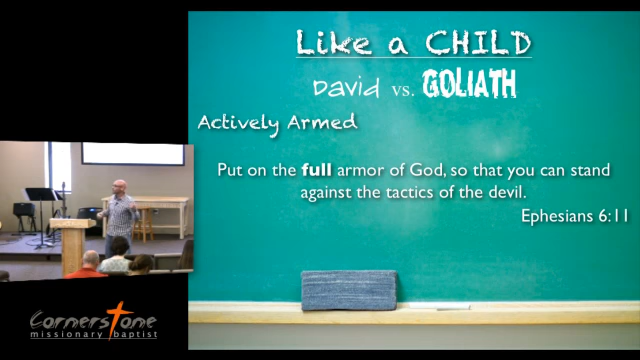 Like a CHILD
David vs. GOLIATH
Actively Armed
Put on the full armor of God, so that you can stand
against the tactics of the devil.
Ephesians 6:11
Cornerstone
missionary baptist